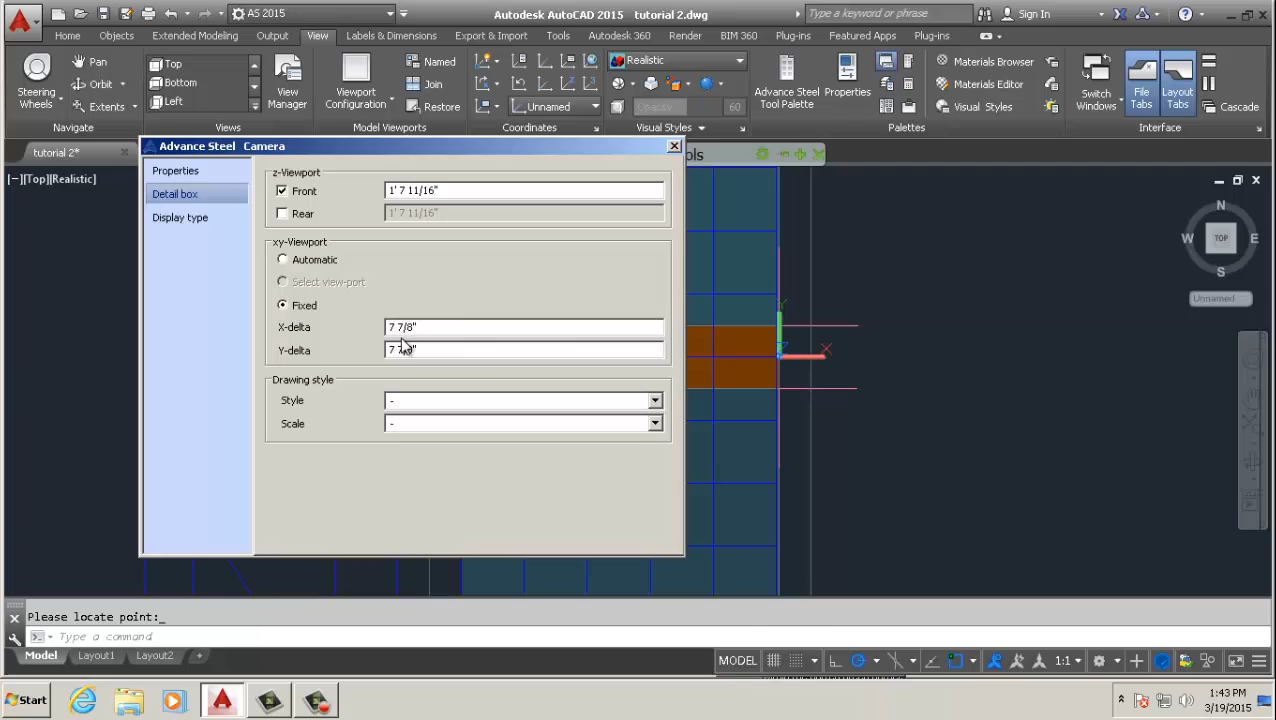 AS 2015
Autodesk AutoCAD 2015 tutorial 2.dwg
Type a keyword or phrase
Sign In
Home Objects Extended Modeling Output View Labels & Dimensions Export & Import Tools Autodesk 360 Render BIM 360 Plug-ins Featured Apps Plug-ins
Steering Wheels
Pan
Orbit
Extents
Navigate
Top
Bottom
Left
View Manager
Views
Viewport Configuration
Named
Join
Restore
Model Viewports
Unnamed
Coordinates
Realistic
Opacity 60
Visual Styles
Advance Steel Tool Palette
Properties
Materials Browser
Materials Editor
Visual Styles
Palettes
Switch Windows
File Tabs
Layout Tabs
Cascade
Interface
tutorial 2*
[−][Top][Realistic]
Advance Steel Camera
ols
Properties
Detail box
Display type
z-Viewport
Front 1' 7 11/16"
Rear 1' 7 11/16"
xy-Viewport
Automatic
Select view-port
Fixed
X-delta 7 7/8"
Y-delta
Drawing style
Style -
Scale -
N
W TOP E
S
Unnamed
Y
Z X
Please locate point:
Type a command
Model Layout1 Layout2 +
MODEL 1:1
Start
1:43 PM
3/19/2015